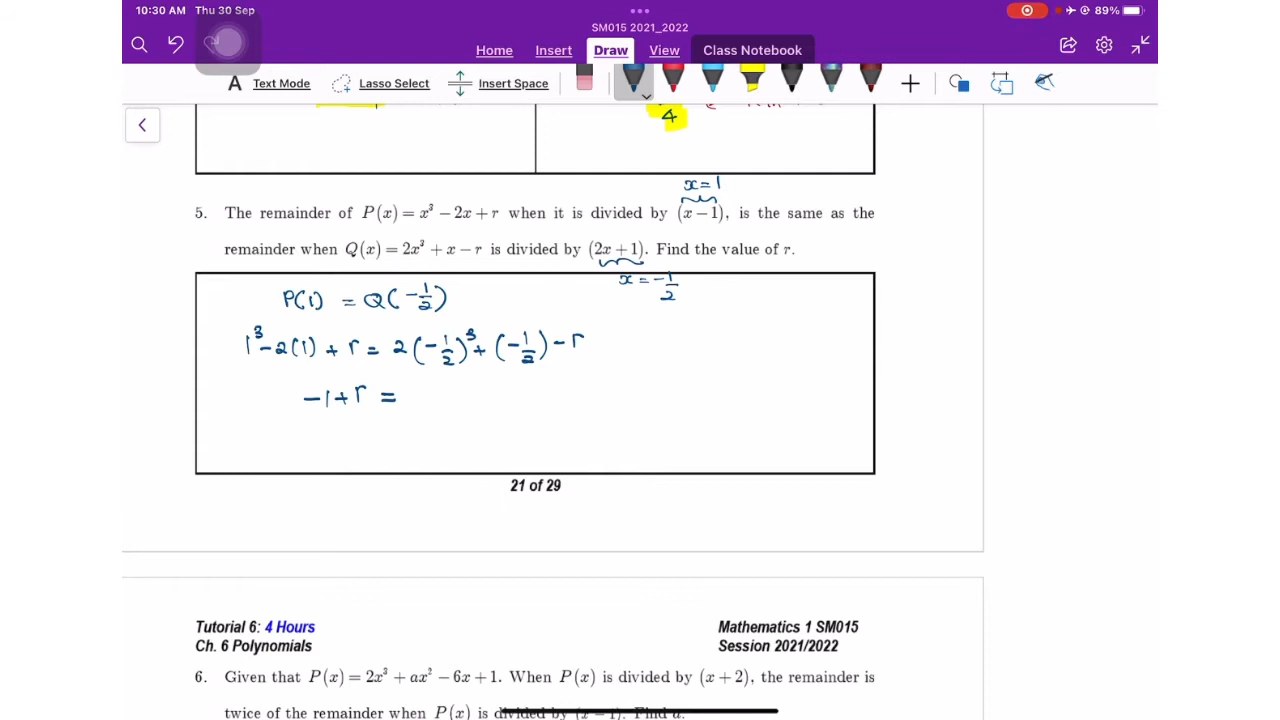 10:30 AM Thu 30 Sep
89%
SM015 2021_2022
Home Insert Draw View Class Notebook
A Text Mode Lasso Select Insert Space
4
x=1
5. The remainder of P(x) = x³ − 2x + r when it is divided by (x − 1), is the same as the
remainder when Q(x) = 2x³ + x − r is divided by (2x + 1). Find the value of r.
x = −1/2
P(1) = Q(−1/2)
1³ − 2(1) + r = 2(−1/2)³ + (−1/2) − r
−1 + r =
21 of 29
Tutorial 6: 4 Hours Mathematics 1 SM015
Ch. 6 Polynomials Session 2021/2022
6. Given that P(x) = 2x³ + ax² − 6x + 1. When P(x) is divided by (x + 2), the remainder is
twice of the remainder when P(x) is divided by (x − 1). Find a.